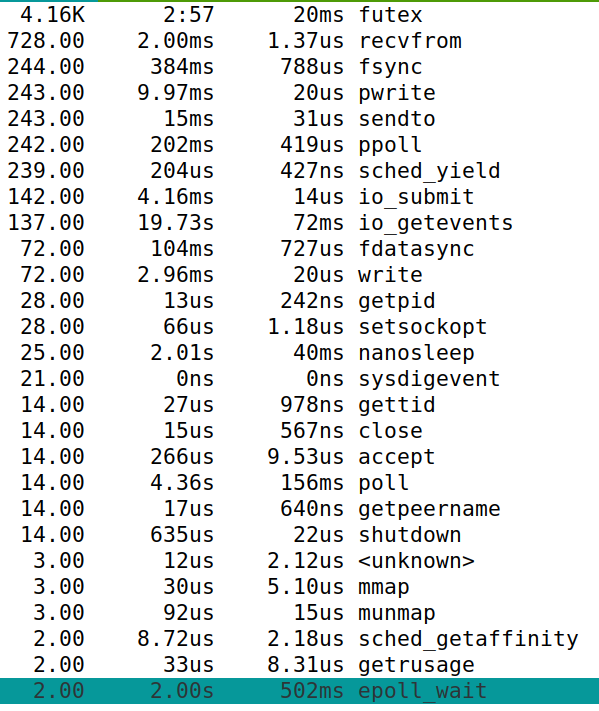 4.16K 2:57 20ms futex
728.00 2.00ms 1.37us recvfrom
244.00 384ms 788us fsync
243.00 9.97ms 20us pwrite
243.00 15ms 31us sendto
242.00 202ms 419us ppoll
239.00 204us 427ns sched_yield
142.00 4.16ms 14us io_submit
137.00 19.73s 72ms io_getevents
72.00 104ms 727us fdatasync
72.00 2.96ms 20us write
28.00 13us 242ns getpid
28.00 66us 1.18us setsockopt
25.00 2.01s 40ms nanosleep
21.00 0ns 0ns sysdigevent
14.00 27us 978ns gettid
14.00 15us 567ns close
14.00 266us 9.53us accept
14.00 4.36s 156ms poll
14.00 17us 640ns getpeername
14.00 635us 22us shutdown
3.00 12us 2.12us <unknown>
3.00 30us 5.10us mmap
3.00 92us 15us munmap
2.00 8.72us 2.18us sched_getaffinity
2.00 33us 8.31us getrusage
2.00 2.00s 502ms epoll_wait